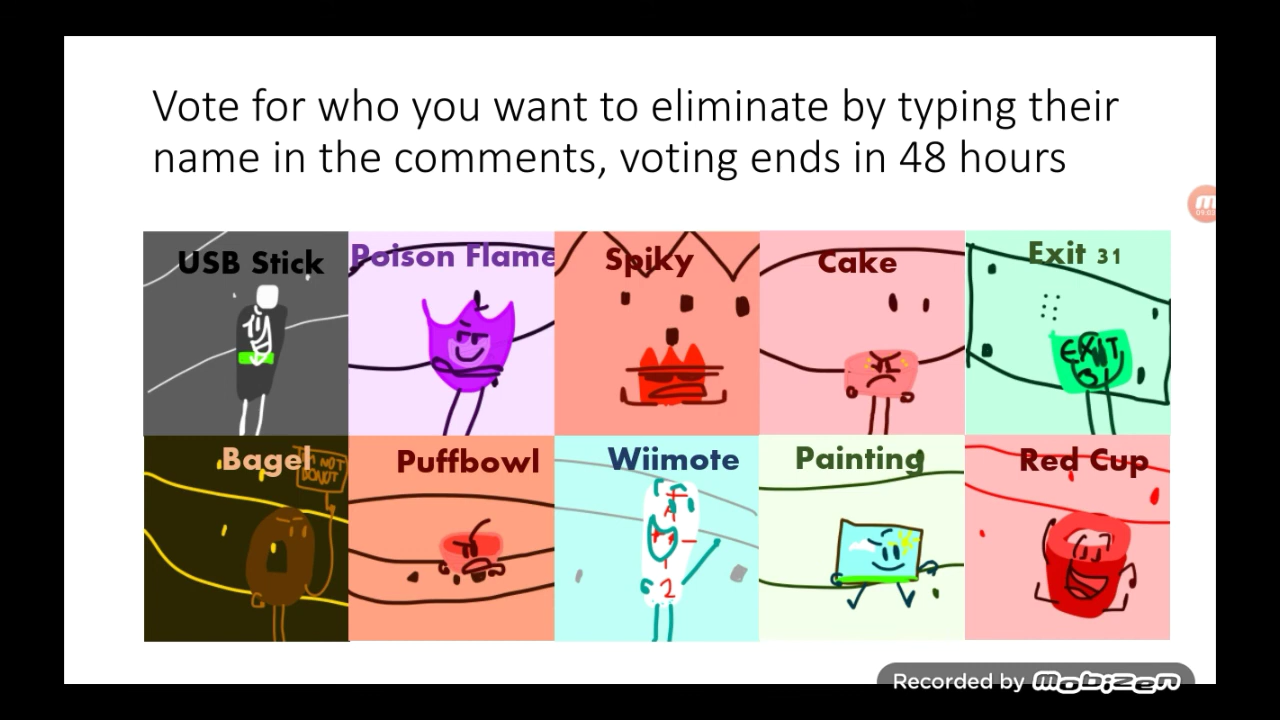 Vote for who you want to eliminate by typing their
name in the comments, voting ends in 48 hours
USB Stick
Poison Flame
Spiky
Cake
Exit 31
EXIT
Bagel
I'M NOT
DONUT
Puffbowl
Wiimote
A
1
2
Painting
Red Cup
Recorded by mobizen